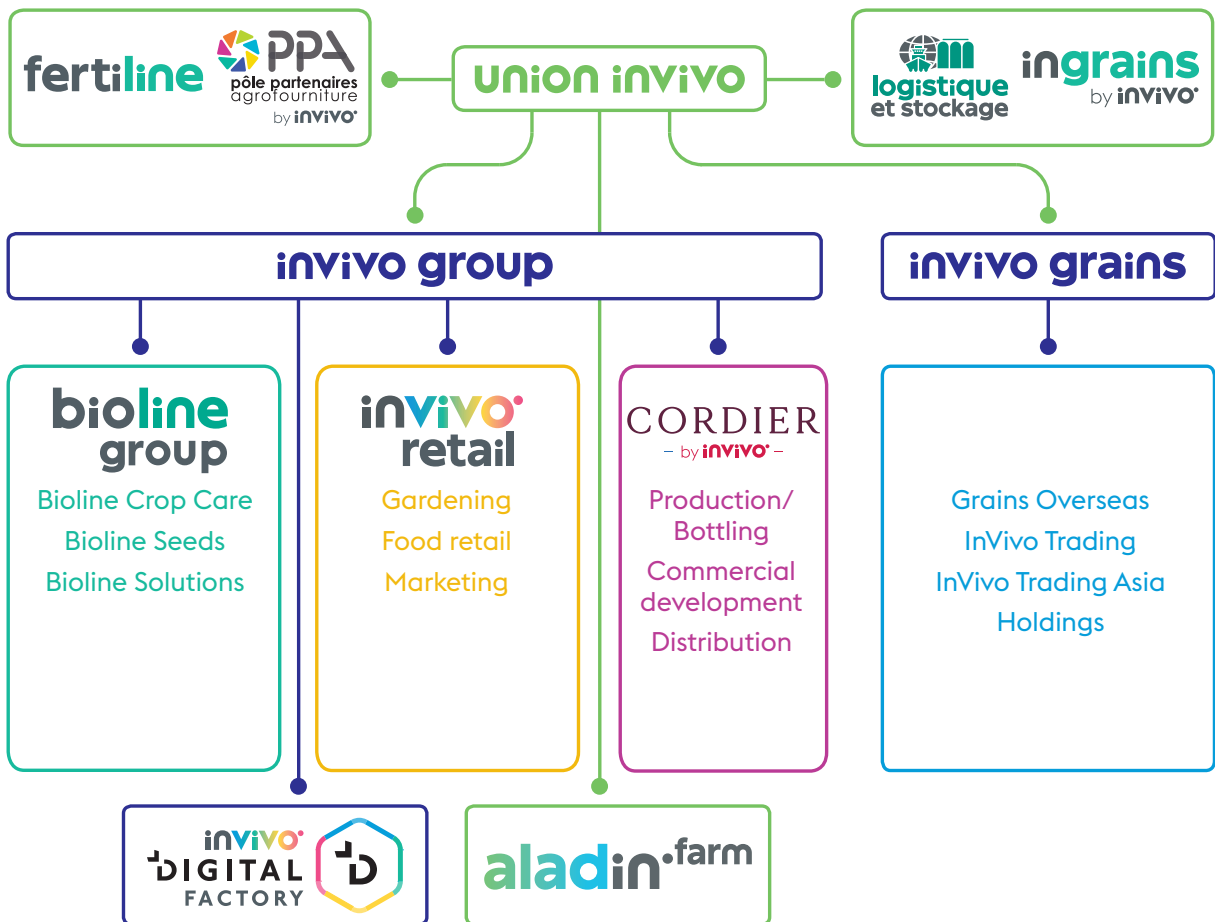 fertiline
PPA
pôle partenaires
agrofourniture
by invivo
union invivo
logistique
et stockage
ingrains
by invivo
invivo group
invivo grains
bioline
group
Bioline Crop Care
Bioline Seeds
Bioline Solutions
invivo
retail
Gardening
Food retail
Marketing
CORDIER
– by invivo –
Production/
Bottling
Commercial
development
Distribution
Grains Overseas
InVivo Trading
InVivo Trading Asia
Holdings
invivo
DIGITAL
FACTORY
D
aladin.farm